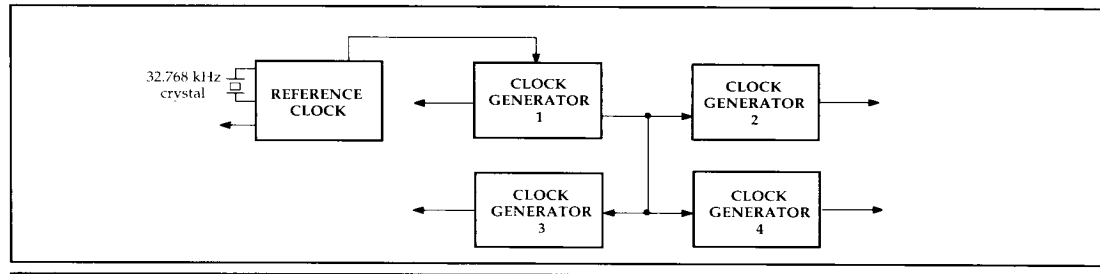 32.768 kHz
crystal
REFERENCE
CLOCK
CLOCK
GENERATOR
1
CLOCK
GENERATOR
2
CLOCK
GENERATOR
3
CLOCK
GENERATOR
4